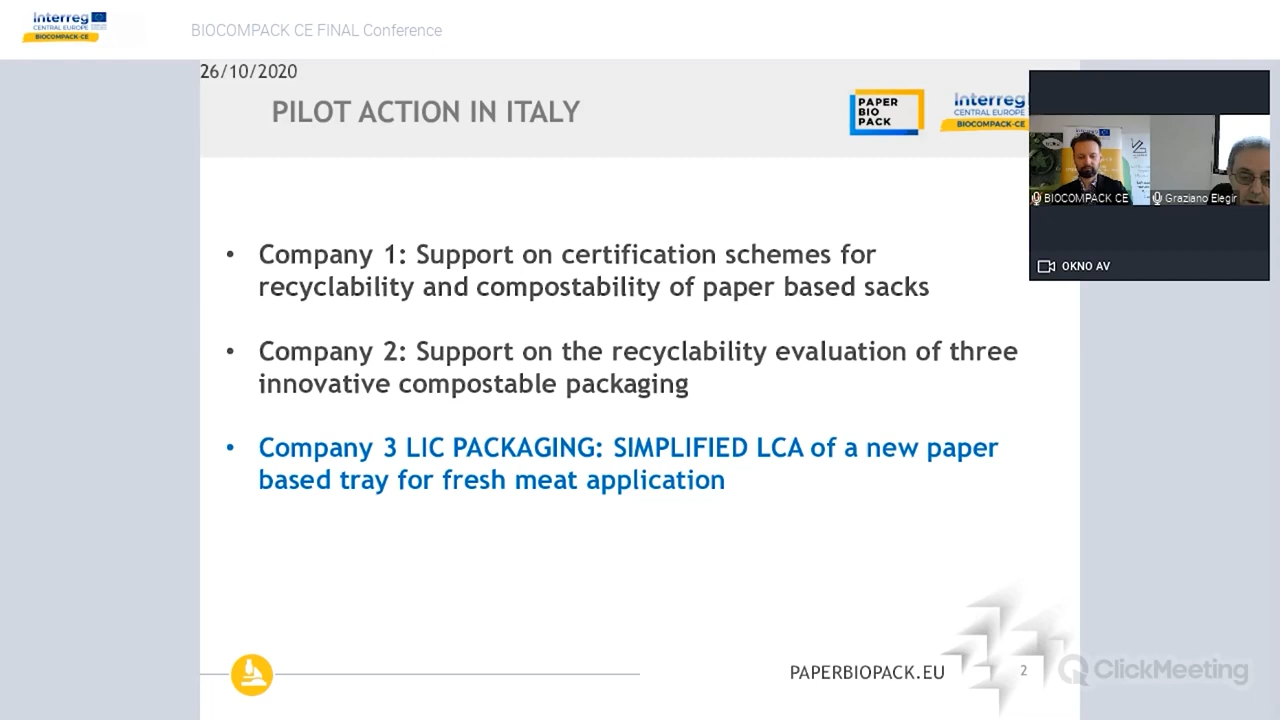 Interreg
CENTRAL EUROPE
BIOCOMPACK-CE
BIOCOMPACK CE FINAL Conference
26/10/2020
PILOT ACTION IN ITALY
PAPER
BIO
PACK
Interreg
CENTRAL EUROPE
BIOCOMPACK-CE
BIOCOMPACK CE
Graziano Elegir
OKNO AV
• Company 1: Support on certification schemes for
recyclability and compostability of paper based sacks
• Company 2: Support on the recyclability evaluation of three
innovative compostable packaging
• Company 3 LIC PACKAGING: SIMPLIFIED LCA of a new paper
based tray for fresh meat application
PAPERBIOPACK.EU
2
ClickMeeting